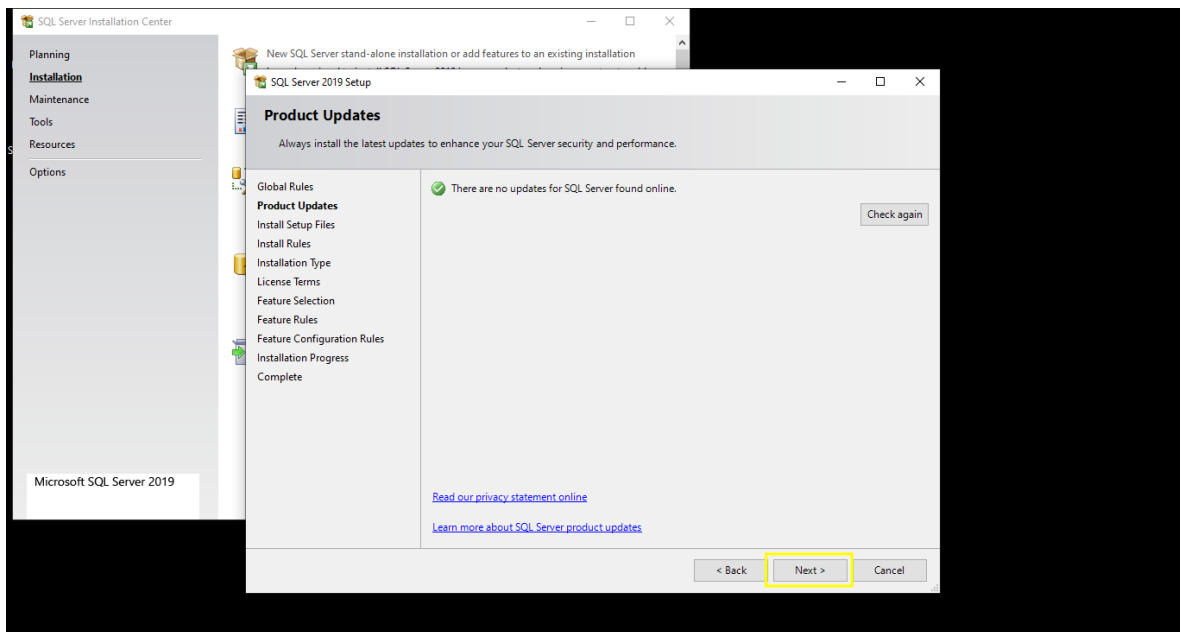 SQL Server Installation Center
Planning
Installation
Maintenance
Tools
Resources
Options
Microsoft SQL Server 2019
New SQL Server stand-alone installation or add features to an existing installation
SQL Server 2019 Setup
Product Updates
Always install the latest updates to enhance your SQL Server security and performance.
Global Rules
Product Updates
Install Setup Files
Install Rules
Installation Type
License Terms
Feature Selection
Feature Rules
Feature Configuration Rules
Installation Progress
Complete
There are no updates for SQL Server found online.
Check again
Read our privacy statement online
Learn more about SQL Server product updates
< Back
Next >
Cancel